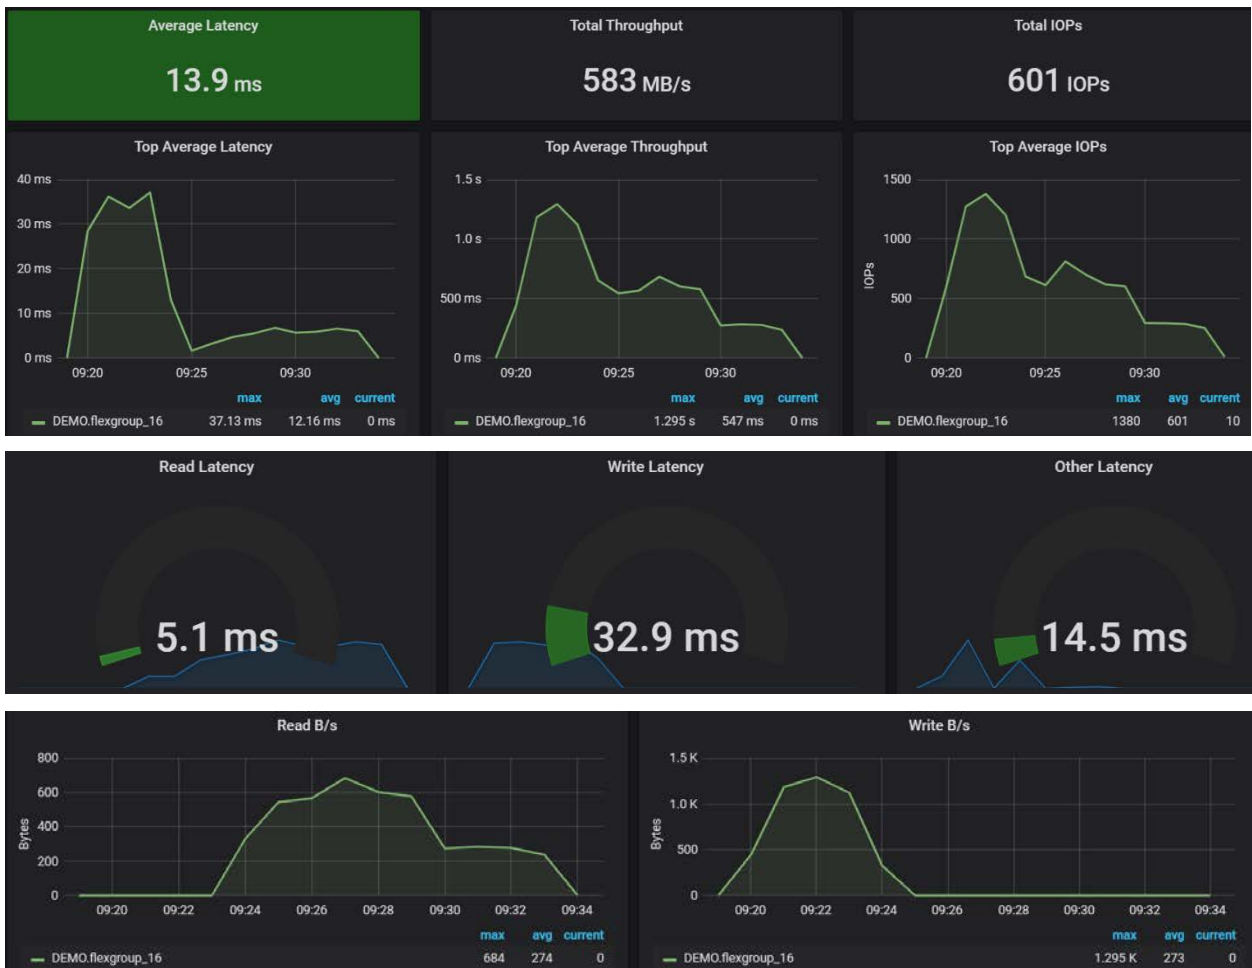 Average Latency
13.9 ms
Total Throughput
583 MB/s
Total IOPs
601 IOPs
Top Average Latency
40 ms
30 ms
20 ms
10 ms
0 ms
09:20 09:25 09:30
max avg current
DEMO.flexgroup_16 37.13 ms 12.16 ms 0 ms
Top Average Throughput
1.5 s
1.0 s
500 ms
0 ms
09:20 09:25 09:30
max avg current
DEMO.flexgroup_16 1.295 s 547 ms 0 ms
Top Average IOPs
IOPs
1500
1000
500
0
09:20 09:25 09:30
max avg current
DEMO.flexgroup_16 1380 601 10
Read Latency
5.1 ms
Write Latency
32.9 ms
Other Latency
14.5 ms
Read B/s
Bytes
800
600
400
200
0
09:20 09:22 09:24 09:26 09:28 09:30 09:32 09:34
max avg current
DEMO.flexgroup_16 684 274 0
Write B/s
Bytes
1.5 K
1.0 K
500
0
09:20 09:22 09:24 09:26 09:28 09:30 09:32 09:34
max avg current
DEMO.flexgroup_16 1.295 K 273 0